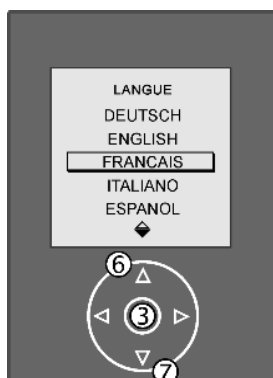 LANGUE
DEUTSCH
ENGLISH
FRANCAIS
ITALIANO
ESPANOL
6
3
7